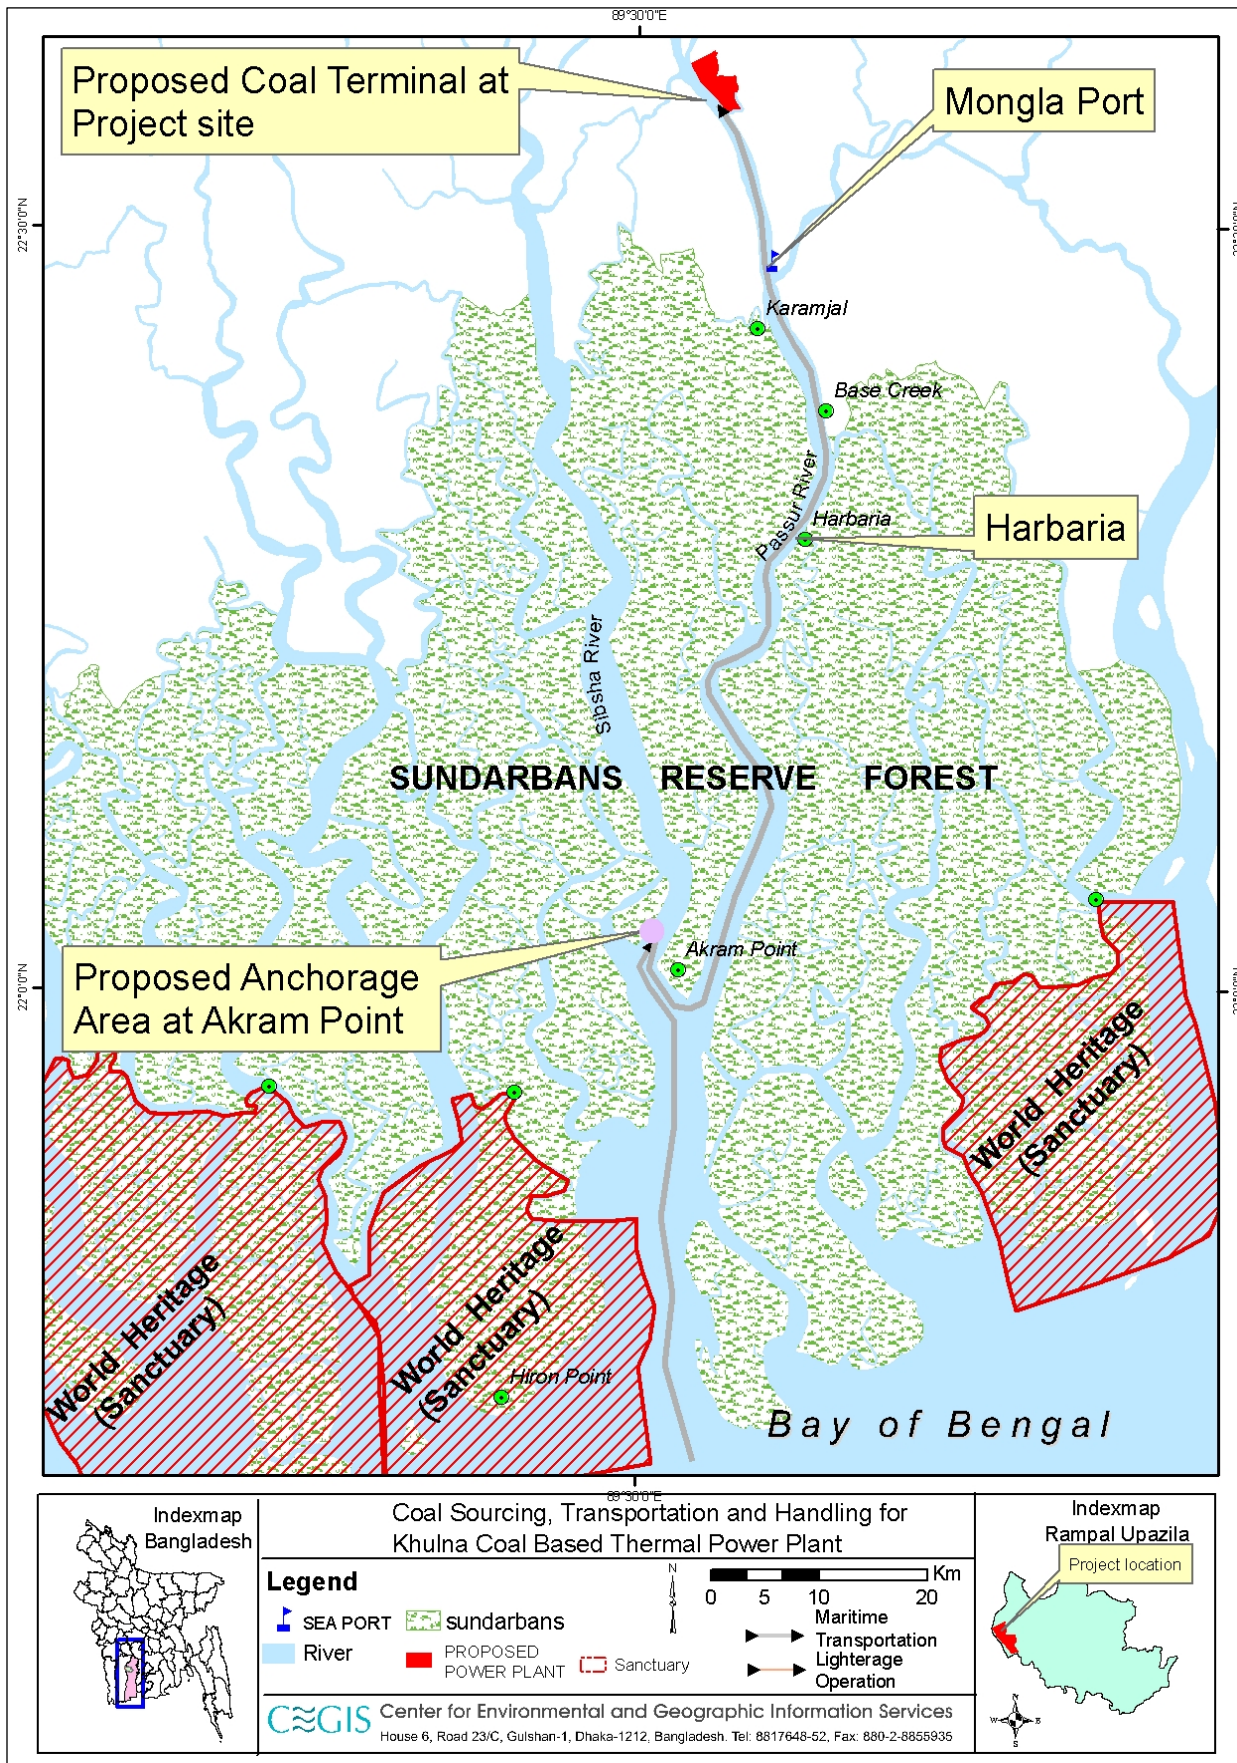 89°30'0"E
Proposed Coal Terminal at
Project site
Mongla Port
22°30'0"N
Karamjal
Base Creek
Passur River
Harbaria
Harbaria
Sibsha River
SUNDARBANS RESERVE FOREST
Akram Point
Proposed Anchorage
Area at Akram Point
22°0'0"N
World Heritage
(Sanctuary)
World Heritage
(Sanctuary)
World Heritage
(Sanctuary)
Hiron Point
Bay of Bengal
89°30'0"E
Indexmap
Bangladesh
Coal Sourcing, Transportation and Handling for
Khulna Coal Based Thermal Power Plant
Legend
SEA PORT
sundarbans
River
PROPOSED
POWER PLANT
Sanctuary
N
Km
0 5 10 20
Maritime
Transportation
Lighterage
Operation
CEGIS
Center for Environmental and Geographic Information Services
House 6, Road 23/C, Gulshan-1, Dhaka-1212, Bangladesh. Tel: 8817648-52, Fax: 880-2-8855935
Indexmap
Rampal Upazila
Project location
N
W E
S